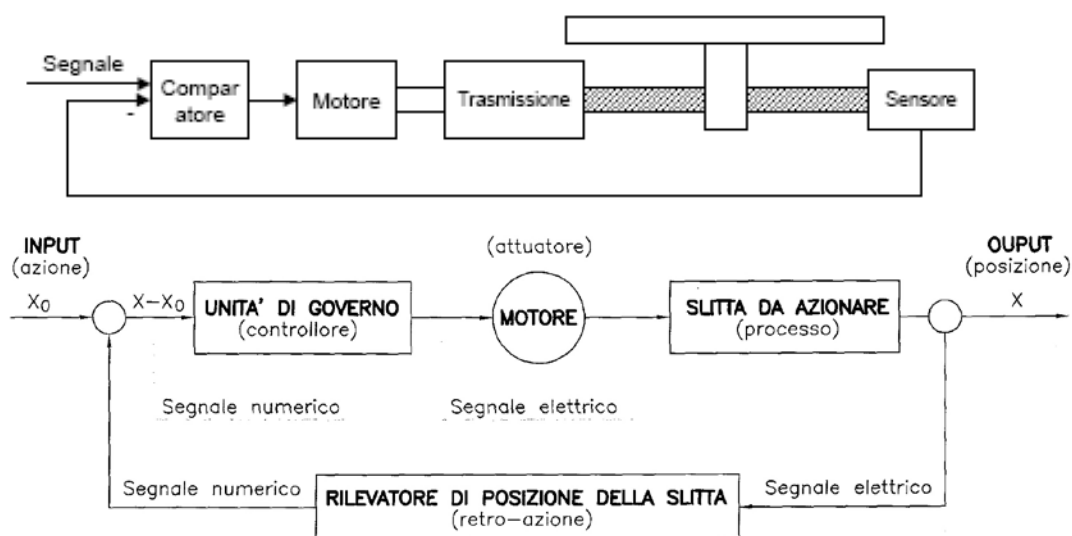 Segnale
-
Compar
atore
Motore
Trasmissione
Sensore
INPUT
(azione)
X0
X-X0
UNITA' DI GOVERNO
(controllore)
(attuatore)
MOTORE
SLITTA DA AZIONARE
(processo)
OUPUT
(posizione)
X
Segnale numerico
Segnale elettrico
Segnale numerico
RILEVATORE DI POSIZIONE DELLA SLITTA
(retro-azione)
Segnale elettrico